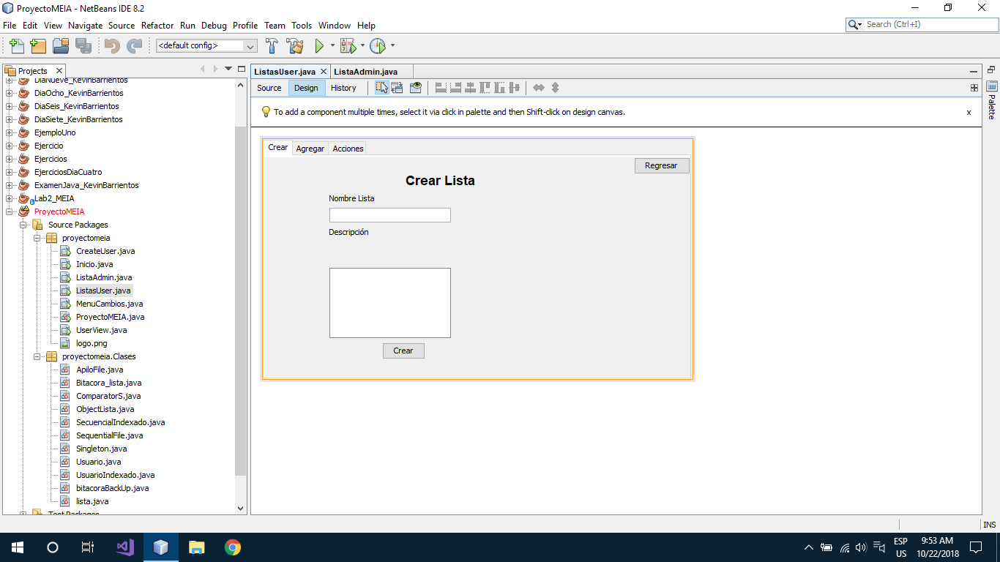 ProyectoMEIA - NetBeans IDE 8.2
File Edit View Navigate Source Refactor Run Debug Profile Team Tools Window Help
Search (Ctrl+I)
<default config>
Projects
DiaNueve_KevinBarrientos
DiaOcho_KevinBarrientos
DiaSeis_KevinBarrientos
DiaSiete_KevinBarrientos
EjemploUno
Ejercicio
Ejercicios
EjerciciosDiaCuatro
ExamenJava_KevinBarrientos
Lab2_MEIA
ProyectoMEIA
Source Packages
proyectomeia
CreateUser.java
Inicio.java
ListaAdmin.java
ListasUser.java
MenuCambios.java
ProyectoMEIA.java
UserView.java
logo.png
proyectomeia.Clases
ApiloFile.java
Bitacora_lista.java
ComparatorS.java
ObjectLista.java
SecuencialIndexado.java
SequentialFile.java
Singleton.java
Usuario.java
UsuarioIndexado.java
bitacoraBackUp.java
lista.java
Test Packages
ListasUser.java ListaAdmin.java
Source Design History
To add a component multiple times, select it via click in palette and then Shift-click on design canvas.
x
Crear Agregar Acciones
Regresar
Crear Lista
Nombre Lista
Descripción
Crear
Palette
INS
ESP
US
9:53 AM
10/22/2018